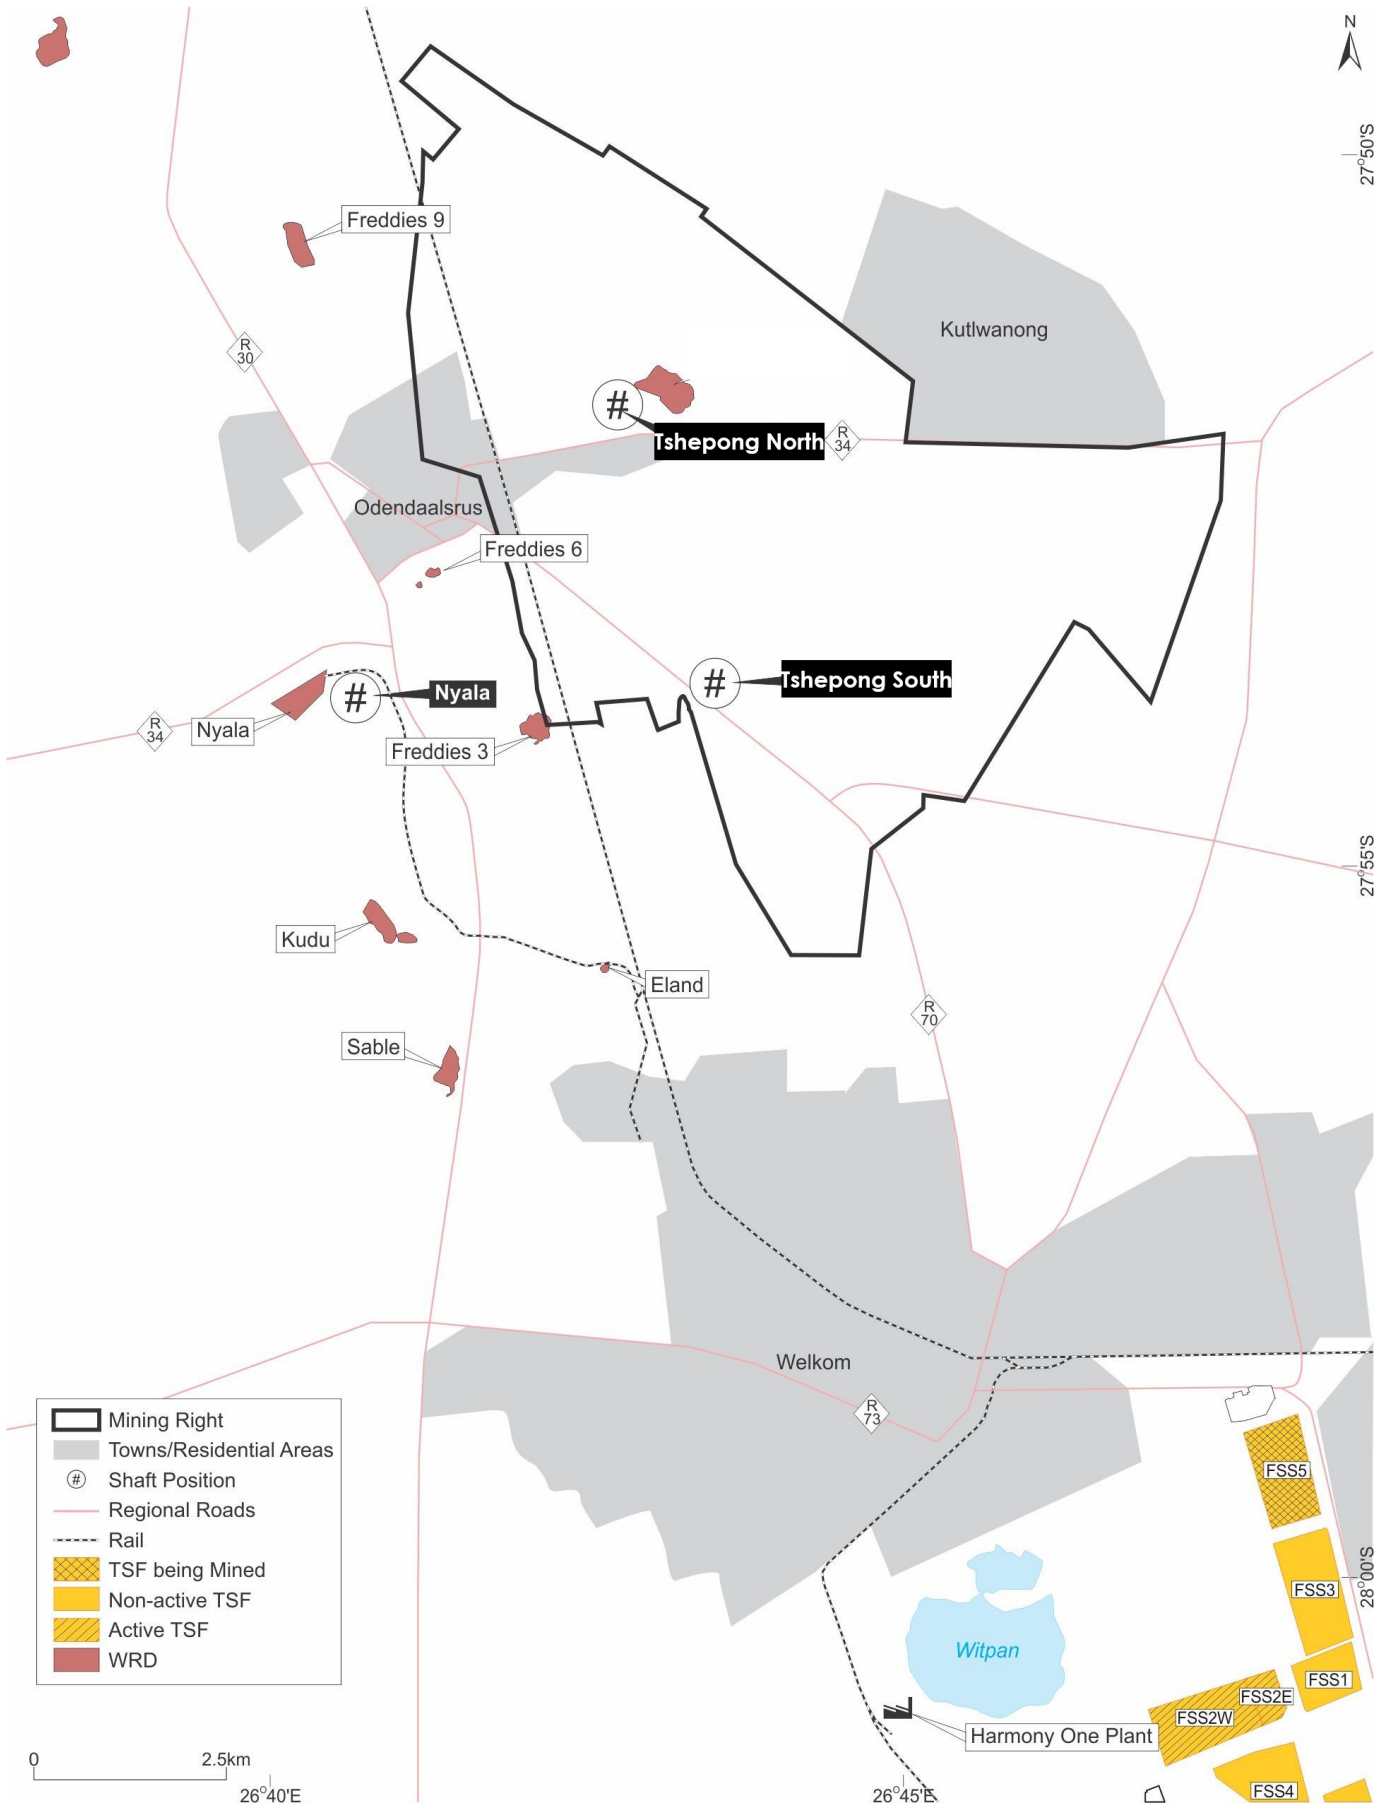 N
27°50'S
Freddies 9
Kutlwanong
R
30
Tshepong North
R
34
Odendaalsrus
Freddies 6
#
#
#
Tshepong South
Nyala
Nyala
R
34
Freddies 3
27°55'S
Kudu
Eland
R
70
Sable
Welkom
R
73
Mining Right
Towns/Residential Areas
# Shaft Position
Regional Roads
Rail
TSF being Mined
Non-active TSF
Active TSF
WRD
FSS5
FSS3
28°00'S
Witpan
FSS1
FSS2E
FSS2W
Harmony One Plant
FSS4
0 2.5km
26°40'E
26°45'E